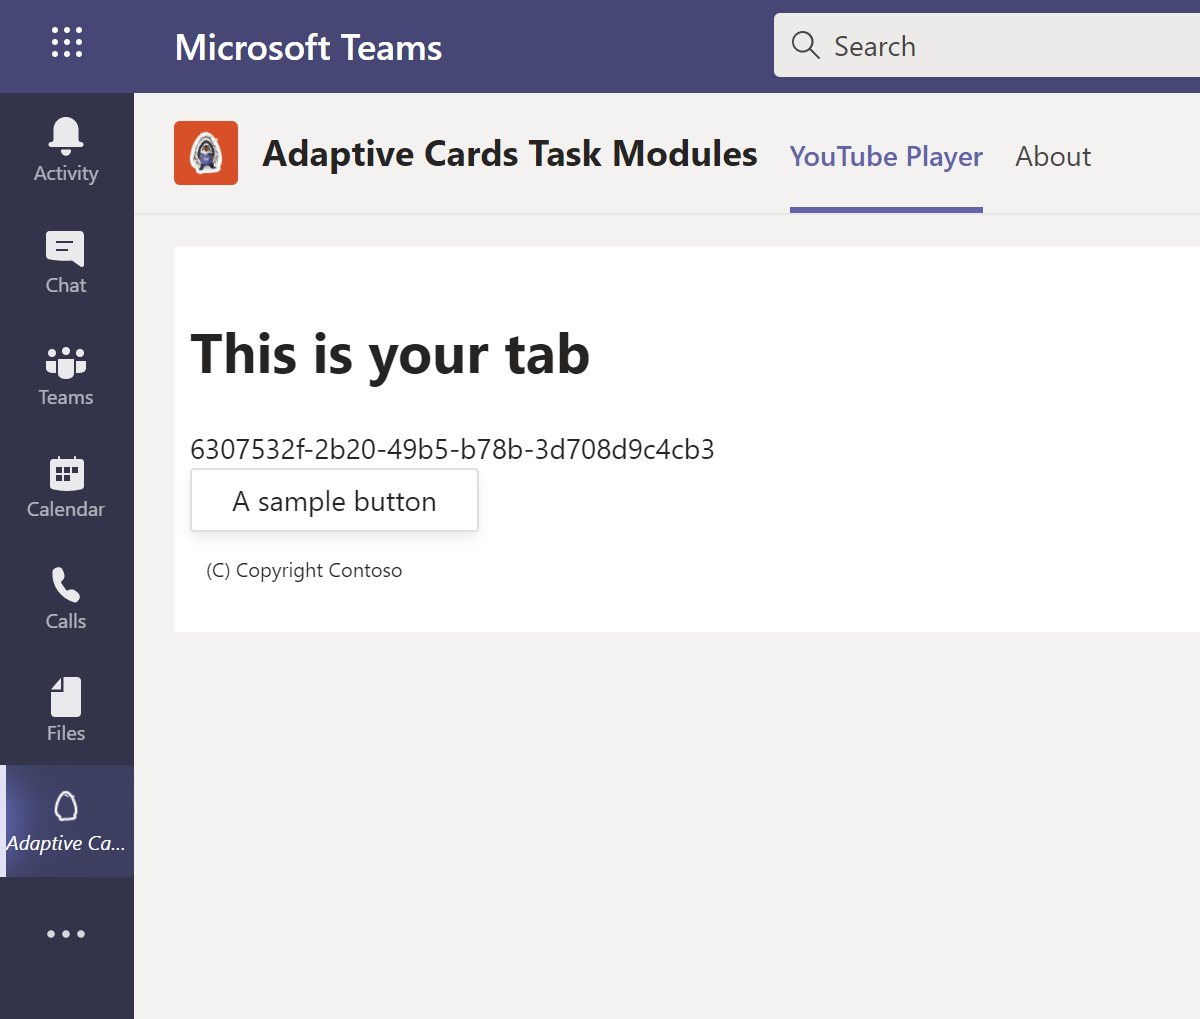 Microsoft Teams
Search
Activity
Chat
Teams
Calendar
Calls
Files
Adaptive Ca...
Adaptive Cards Task Modules
YouTube Player
About
This is your tab
6307532f-2b20-49b5-b78b-3d708d9c4cb3
A sample button
(C) Copyright Contoso